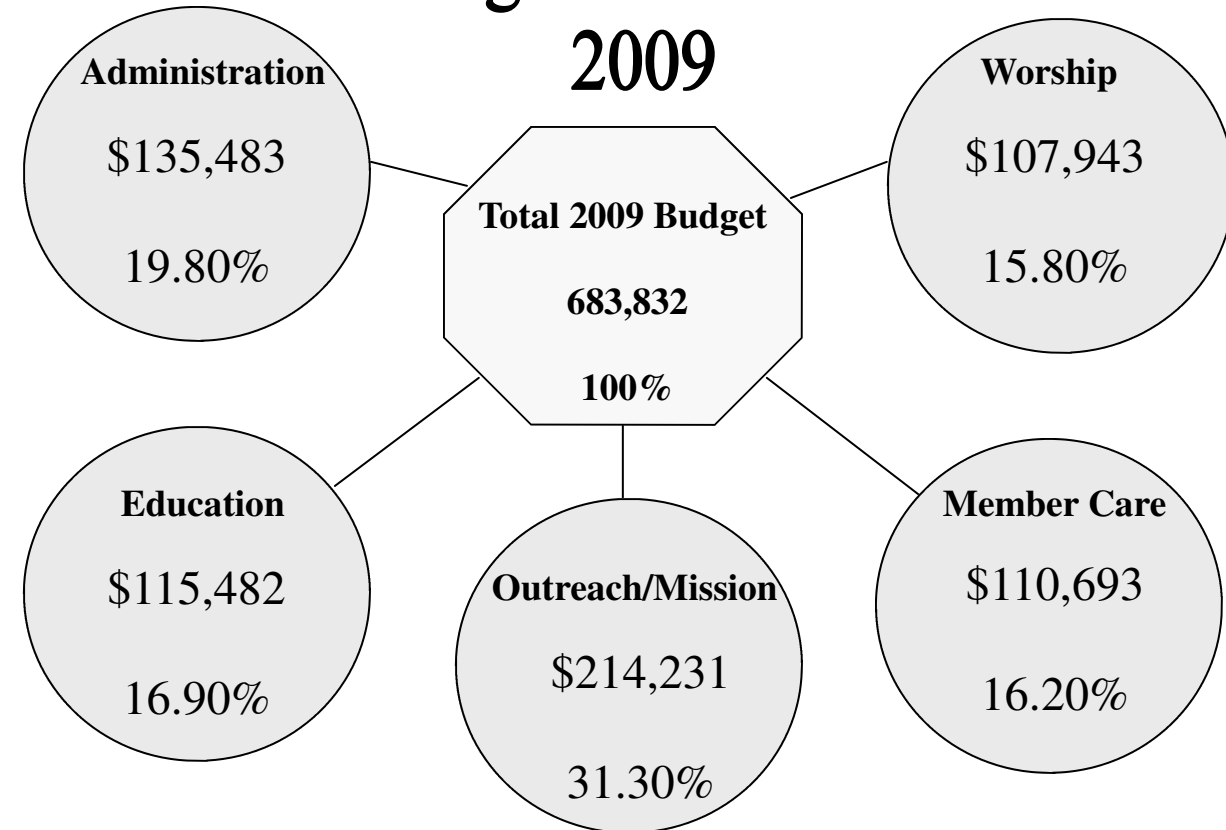 2009
Administration
$135,483
19.80%
Worship
$107,943
15.80%
Total 2009 Budget
683,832
100%
Education
$115,482
16.90%
Outreach/Mission
$214,231
31.30%
Member Care
$110,693
16.20%